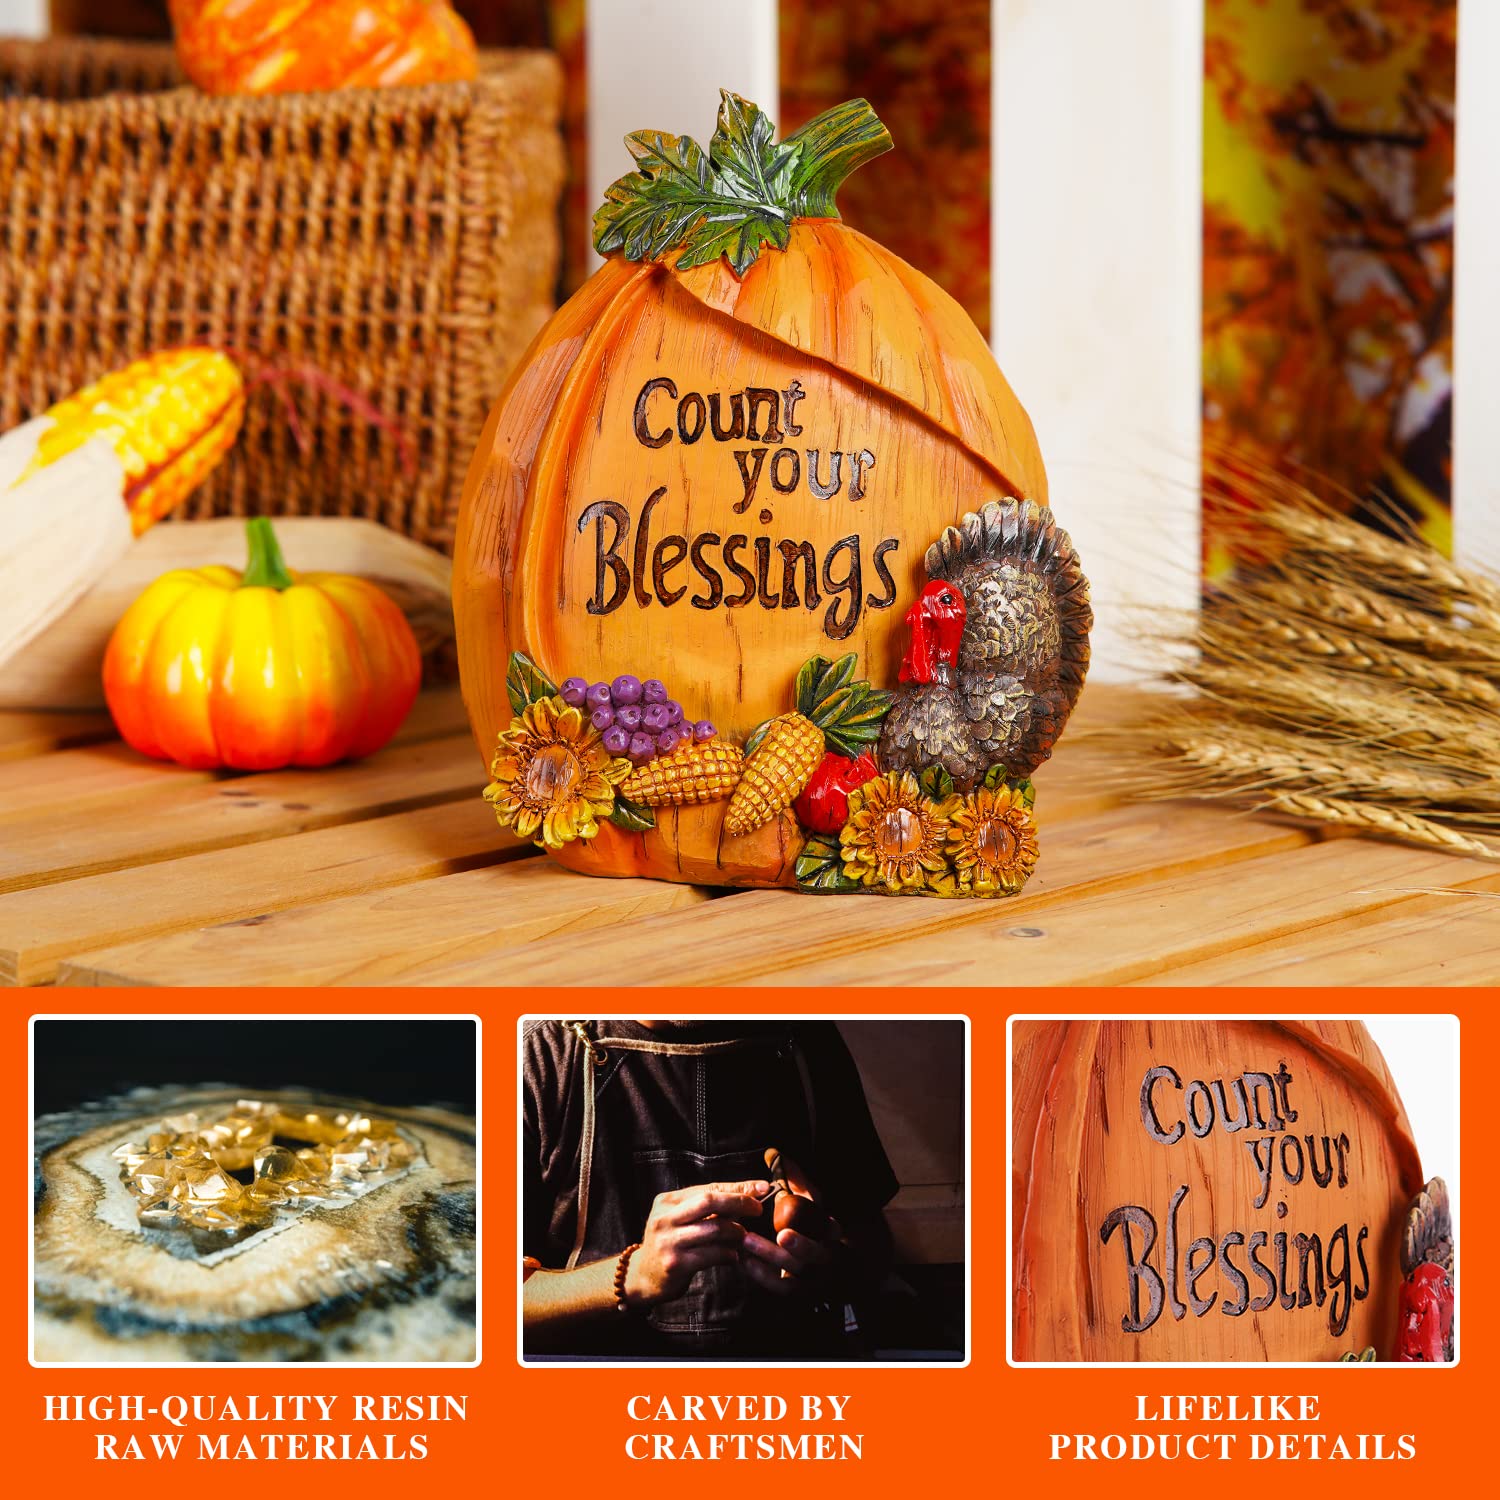 Count
your
Blessings
Count
your
Blessings
HIGH-QUALITY RESIN
RAW MATERIALS
CARVED BY
CRAFTSMEN
LIFELIKE
PRODUCT DETAILS